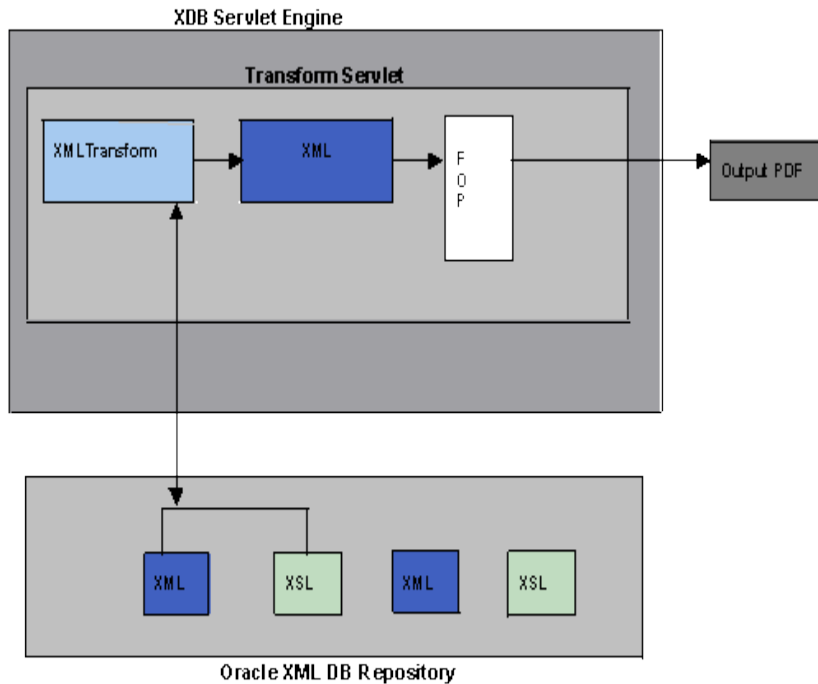 XDB Servlet Engine
Transform Servlet
XMLTransform
XML
F
O
P
Output PDF
XML
XSL
XML
XSL
Oracle XML DB Repository